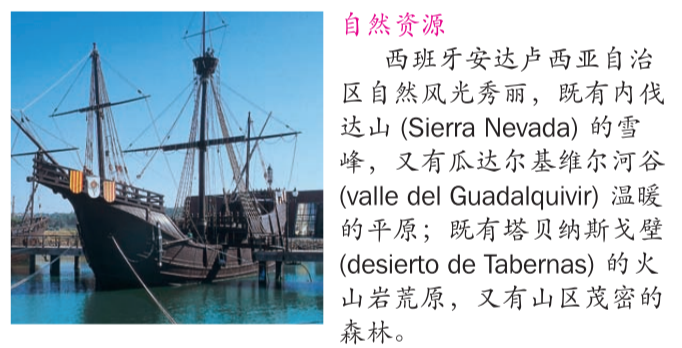 自然资源
西班牙安达卢西亚自治
区自然风光秀丽，既有内伐
达山 (Sierra Nevada) 的雪
峰，又有瓜达尔基维尔河谷
(valle del Guadalquivir) 温暖
的平原；既有塔贝纳斯戈壁
(desierto de Tabernas) 的火
山岩荒原，又有山区茂密的
森林。